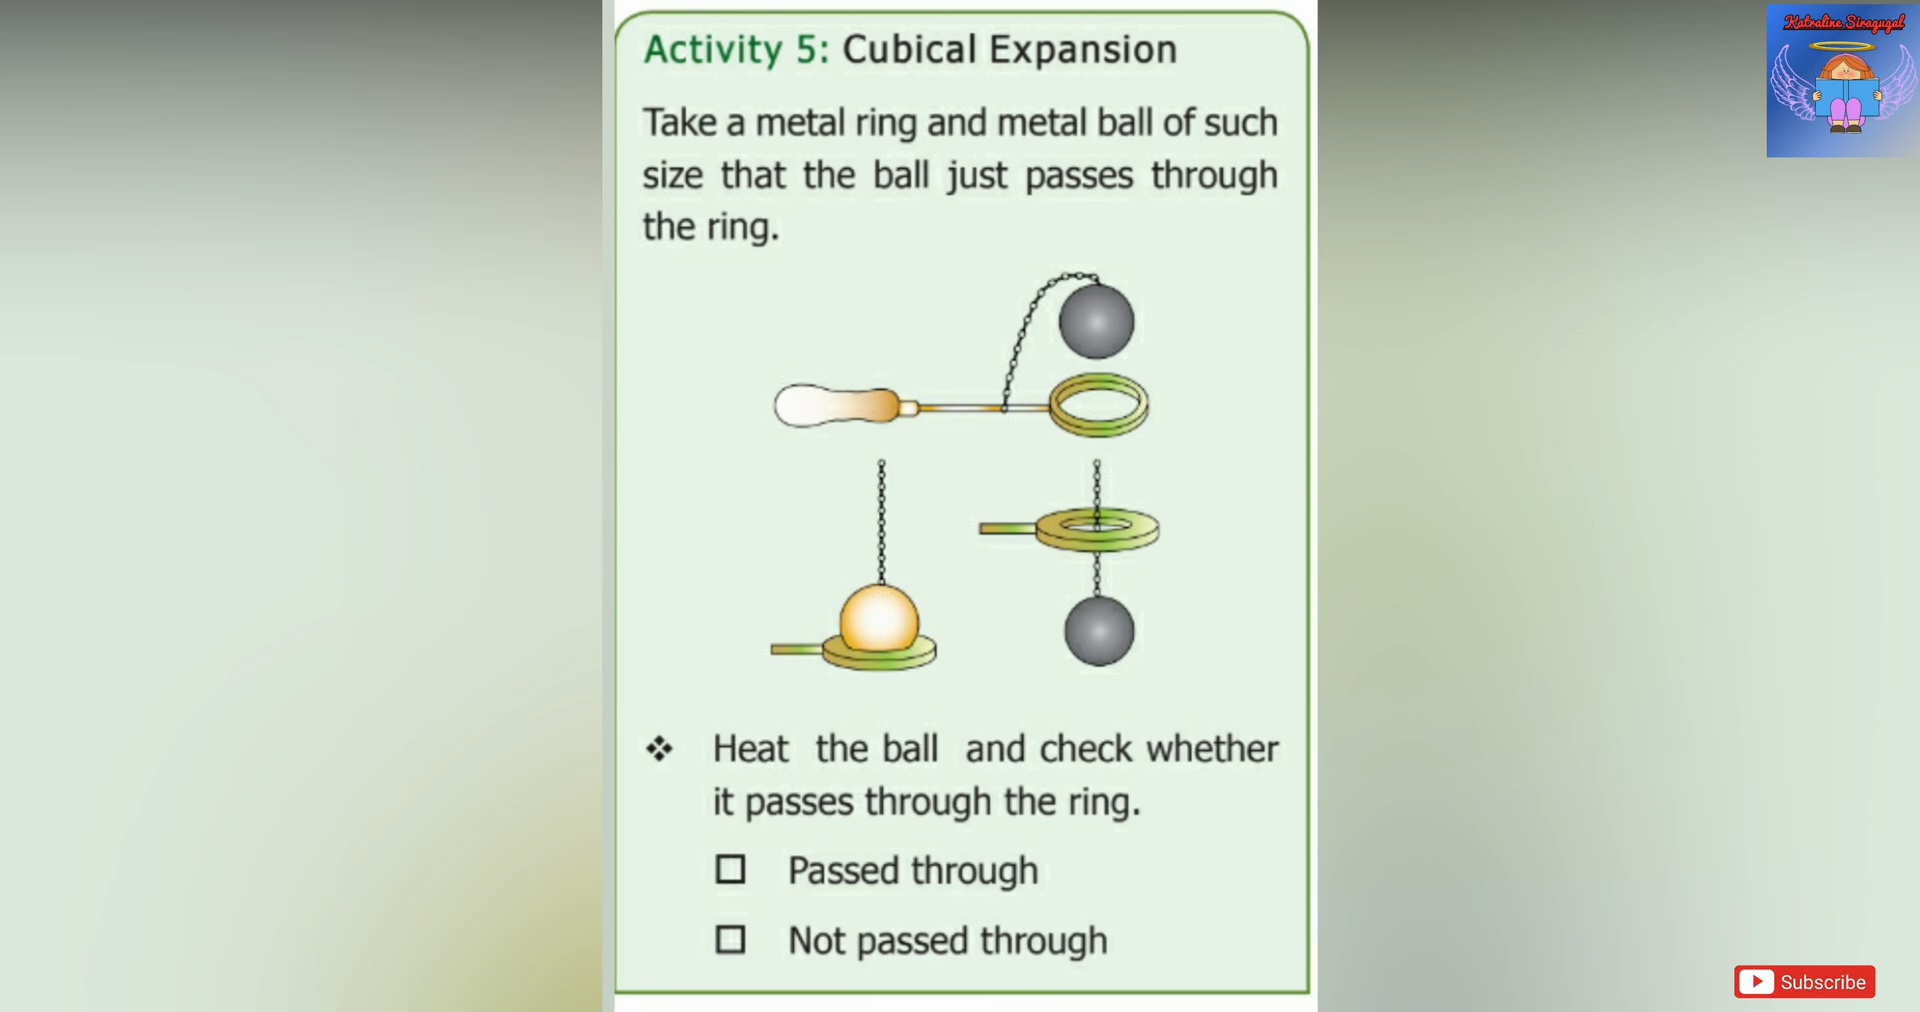 Katraline Siragugal
Activity 5: Cubical Expansion
Take a metal ring and metal ball of such
size that the ball just passes through
the ring.
❖ Heat the ball and check whether
it passes through the ring.
☐ Passed through
☐ Not passed through
Subscribe